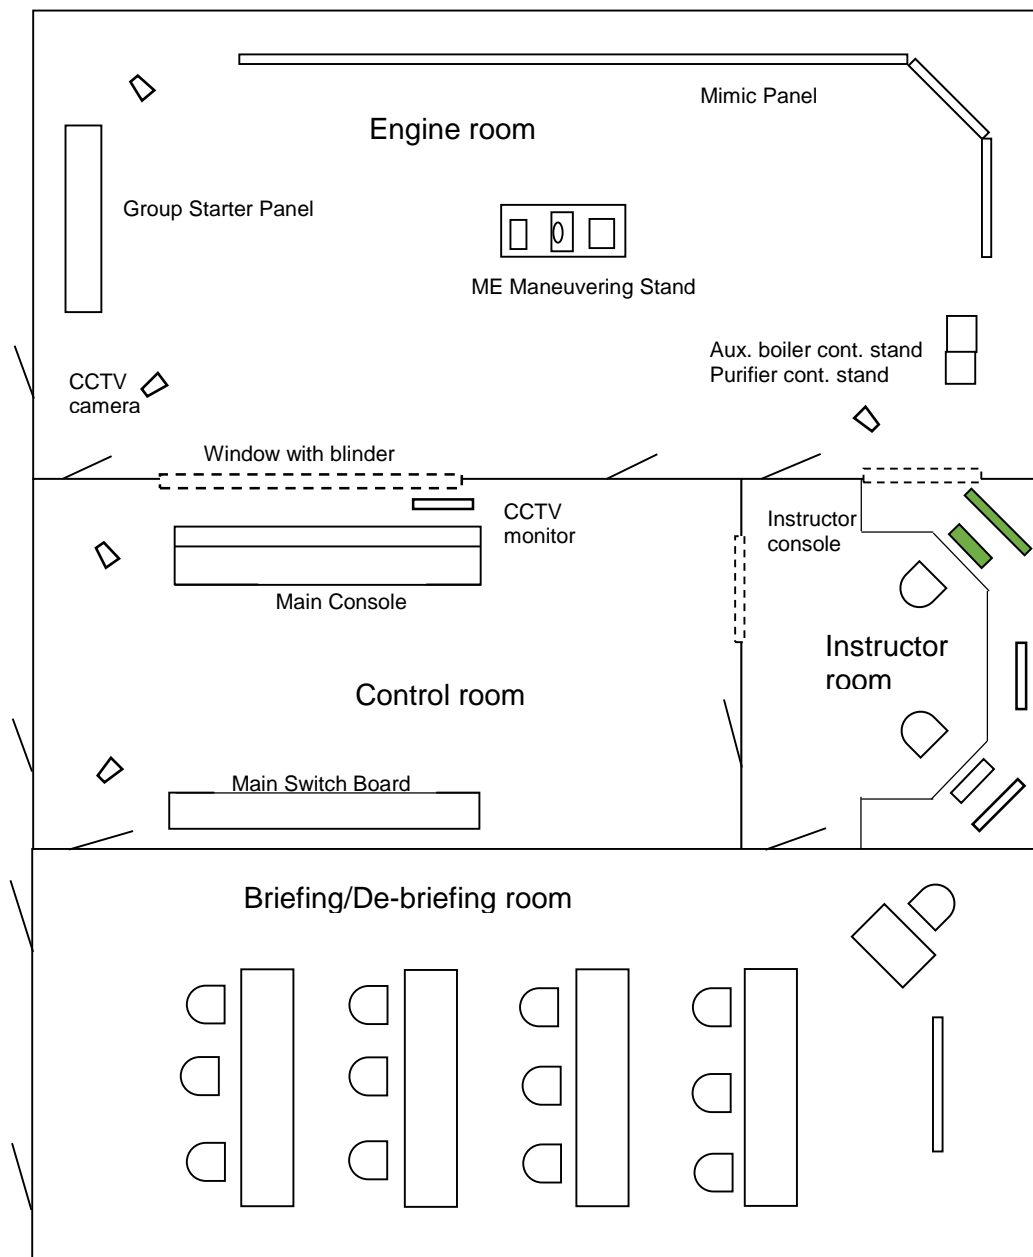 Mimic Panel
Engine room
Group Starter Panel
ME Maneuvering Stand
Aux. boiler cont. stand
Purifier cont. stand
CCTV
camera
Window with blinder
CCTV
monitor
Instructor
console
Main Console
Instructor
room
Control room
Main Switch Board
Briefing/De-briefing room